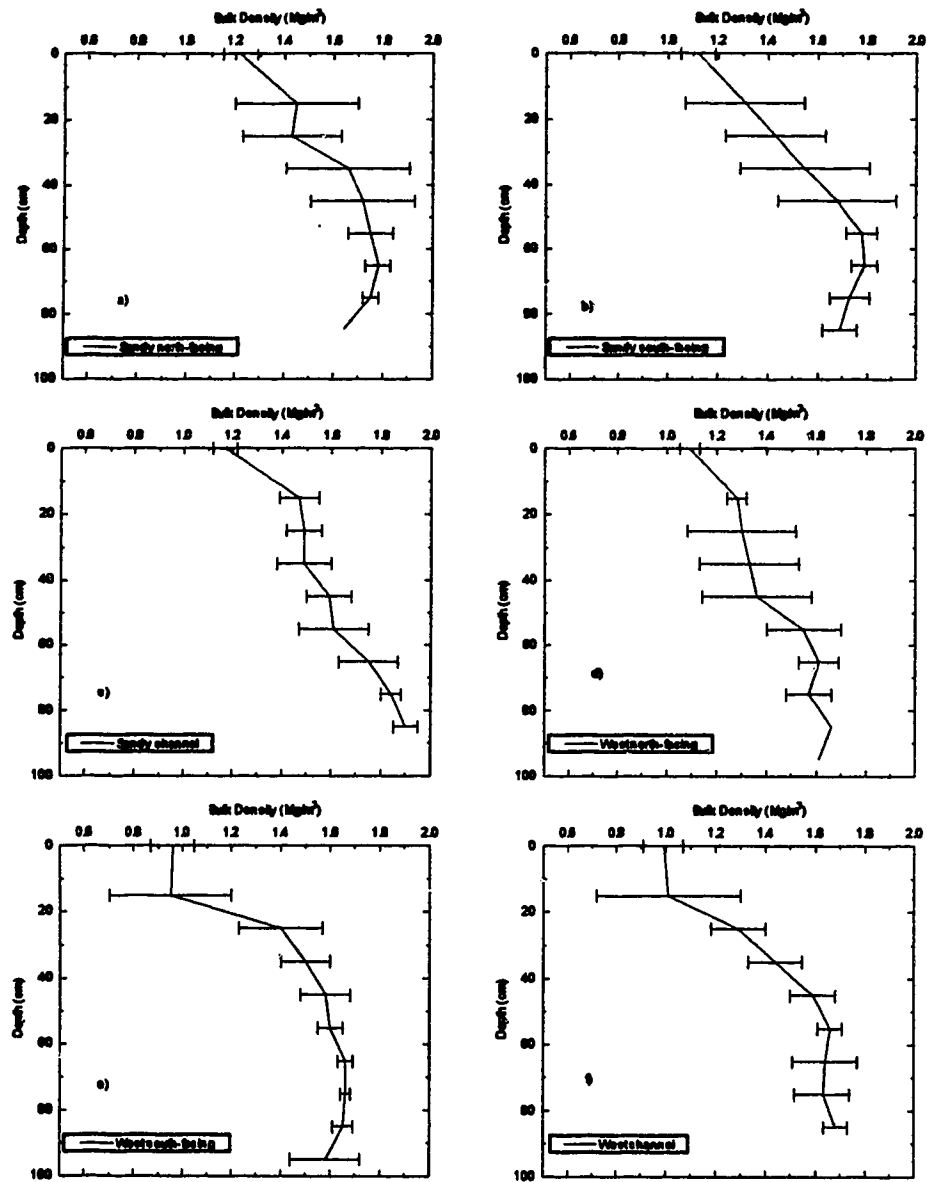 Bulk Density (Mg/m³)
0.6 0.8 1.0 1.2 1.4 1.6 1.8 2.0
0
20
40
60
80
100
Depth (cm)
a)
Sandy north-facing
Bulk Density (Mg/m³)
0.6 0.8 1.0 1.2 1.4 1.6 1.8 2.0
0
20
40
60
80
100
Depth (cm)
b)
Sandy south-facing
Bulk Density (Mg/m³)
0.6 0.8 1.0 1.2 1.4 1.6 1.8 2.0
0
20
40
60
80
100
Depth (cm)
c)
Sandy channel
Bulk Density (Mg/m³)
0.6 0.8 1.0 1.2 1.4 1.6 1.8 2.0
0
20
40
60
80
100
Depth (cm)
d)
West north-facing
Bulk Density (Mg/m³)
0.6 0.8 1.0 1.2 1.4 1.6 1.8 2.0
0
20
40
60
80
100
Depth (cm)
e)
West south-facing
Bulk Density (Mg/m³)
0.6 0.8 1.0 1.2 1.4 1.6 1.8 2.0
0
20
40
60
80
100
Depth (cm)
f)
West channel